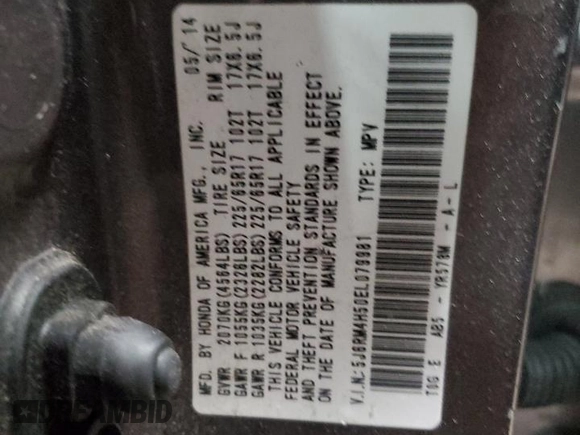 MFD. BY HONDA OF AMERICA MFG., INC. 05/'14
GVWR 2070KG(4564LBS) TIRE SIZE RIM SIZE
GAWR F 1055KG(2326LBS) 225/65R17 102T 17X6.5J
GAWR R 1035KG(2282LBS) 225/65R17 102T 17X6.5J
THIS VEHICLE CONFORMS TO ALL APPLICABLE
FEDERAL MOTOR VEHICLE SAFETY
AND THEFT PREVENTION STANDARDS IN EFFECT
ON THE DATE OF MANUFACTURE SHOWN ABOVE.
V.I.N.:5J6RM4H50EL079981 TYPE: MPV
T0G E AB5 - YR578M - A - L
DREAMBID